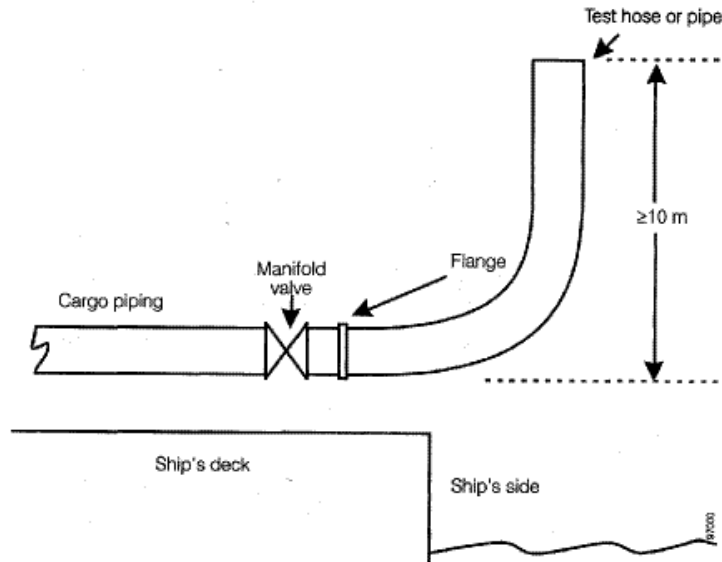 Test hose or pipe
≥10 m
Manifold
valve
Flange
Cargo piping
Ship's deck
Ship's side